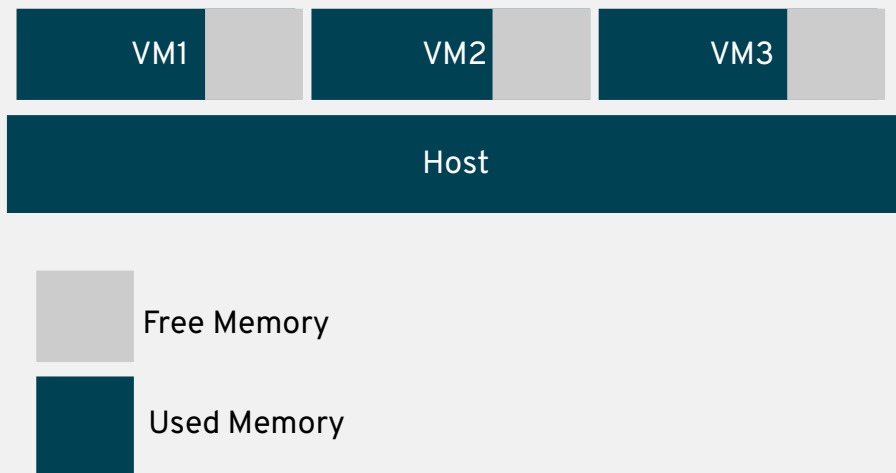 VM1
VM2
VM3
Host
Free Memory
Used Memory